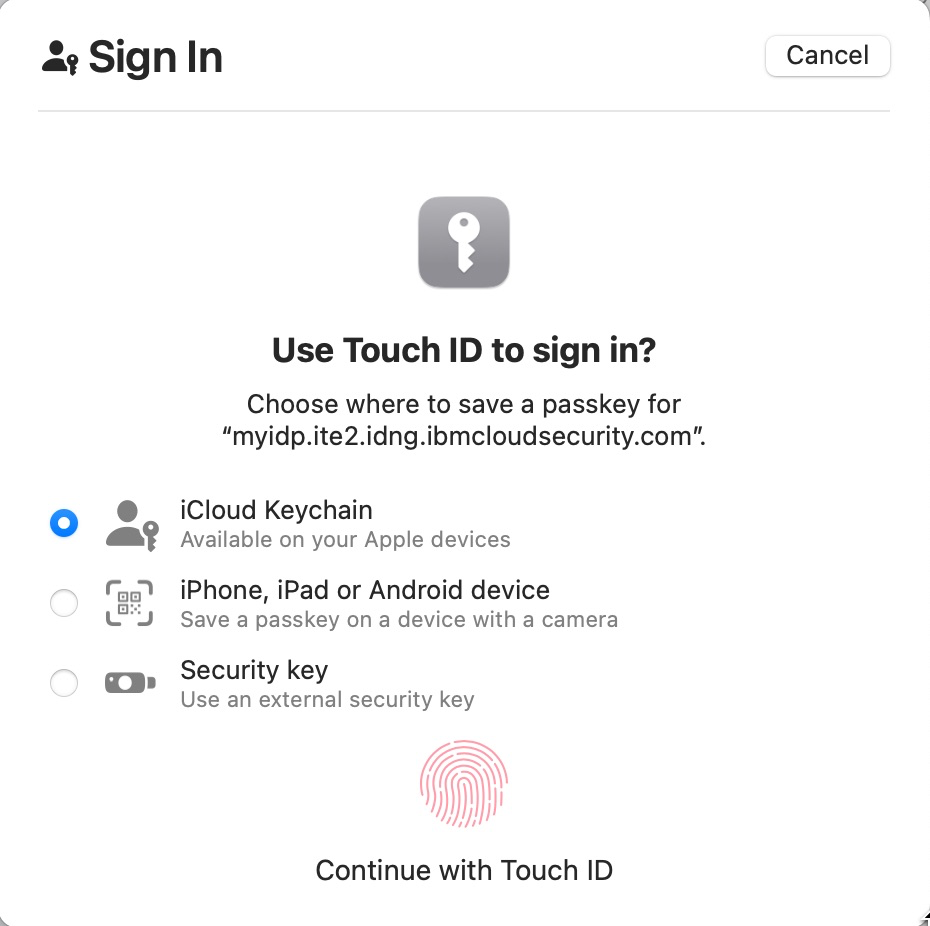 Sign In
Cancel
Use Touch ID to sign in?
Choose where to save a passkey for
“myidp.ite2.idng.ibmcloudsecurity.com”.
iCloud Keychain
Available on your Apple devices
iPhone, iPad or Android device
Save a passkey on a device with a camera
Security key
Use an external security key
Continue with Touch ID